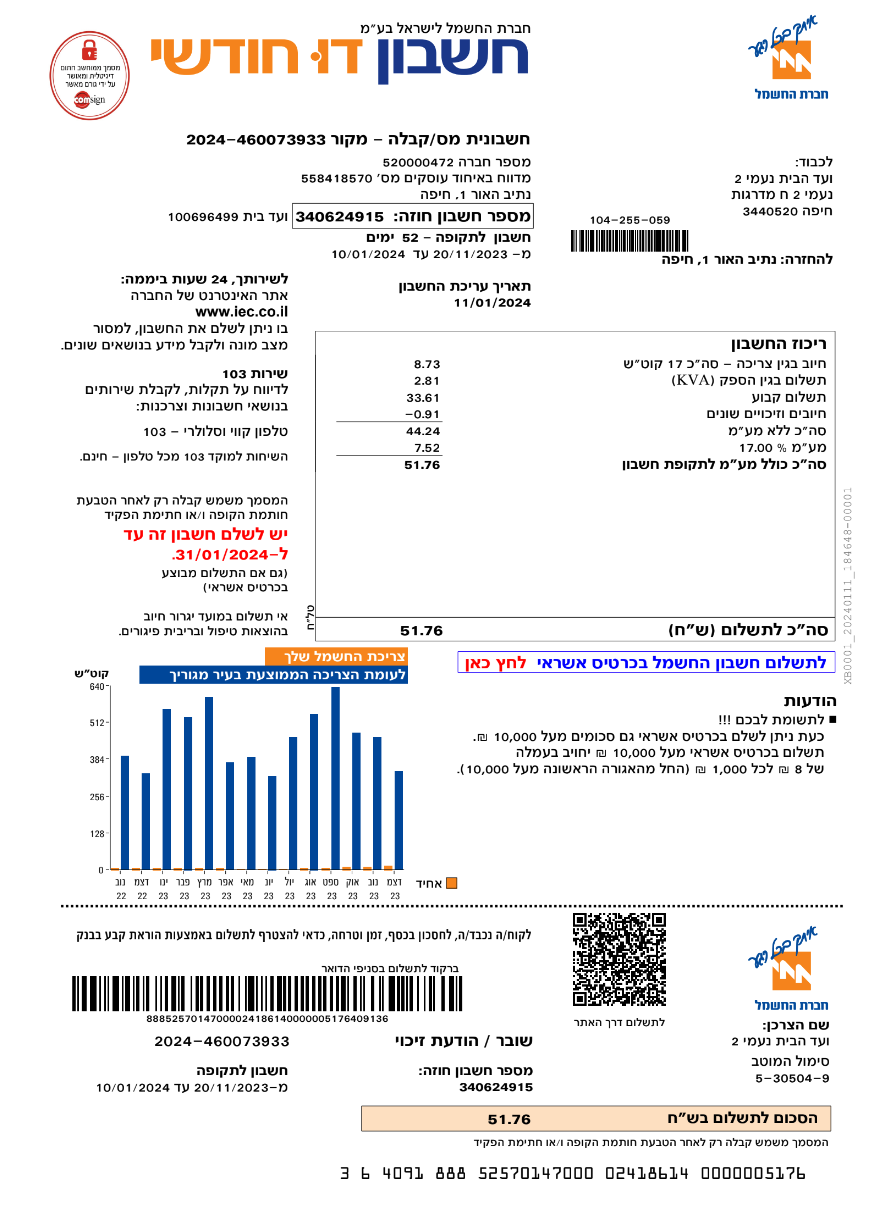 חברת החשמל לישראל בע״מ
חשבון דו·חודשי
איתך בכל רגע
חברת החשמל
מסמך ממוחשב חתום
דיגיטלית ומאושר
על ידי גורם מאשר
comsign
חשבונית מס/קבלה – מקור 2024–460073933
מספר חברה 520000472
מדווח באיחוד עוסקים מס׳ 558418570
נתיב האור 1, חיפה
מספר חשבון חוזה: 340624915
ועד בית 100696499
חשבון לתקופה – 52 ימים
מ– 20/11/2023 עד 10/01/2024
לכבוד:
ועד הבית נעמי 2
נעמי 2 ח מדרגות
חיפה 3440520
104–255–059
להחזרה: נתיב האור 1, חיפה
תאריך עריכת החשבון
11/01/2024
לשירותך, 24 שעות ביממה:
אתר האינטרנט של החברה
www.iec.co.il
בו ניתן לשלם את החשבון, למסור
מצב מונה ולקבל מידע בנושאים שונים.
שירות 103
לדיווח על תקלות, לקבלת שירותים
בנושאי חשבונות וצרכנות:
טלפון קווי וסלולרי – 103
השיחות למוקד 103 מכל טלפון – חינם.
המסמך משמש קבלה רק לאחר הטבעת
חותמת הקופה ו/או חתימת הפקיד
יש לשלם חשבון זה עד
ל–31/01/2024.
(גם אם התשלום מבוצע
בכרטיס אשראי)
אי תשלום במועד יגרור חיוב
בהוצאות טיפול ובריבית פיגורים.
ריכוז החשבון
חיוב בגין צריכה – סה״כ 17 קוט״ש 8.73
תשלום בגין הספק (KVA) 2.81
תשלום קבוע 33.61
חיובים וזיכויים שונים –0.91
סה״כ ללא מע״מ 44.24
מע״מ % 17.00 7.52
סה״כ כולל מע״מ לתקופת חשבון 51.76
סה״כ לתשלום (ש״ח) 51.76
טל״ח
XB0001_20240111_184648-00001
לתשלום חשבון החשמל בכרטיס אשראי לחץ כאן
הודעות
■ לתשומת לבכם !!!
כעת ניתן לשלם בכרטיס אשראי גם סכומים מעל 10,000 ₪.
תשלום בכרטיס אשראי מעל 10,000 ₪ יחויב בעמלה
של 8 ₪ לכל 1,000 ₪ (החל מהאגורה הראשונה מעל 10,000).
צריכת החשמל שלך
לעומת הצריכה הממוצעת בעיר מגוריך
קוט״ש
640
512
384
256
128
0
נוב דצמ ינו פבר מרץ אפר מאי יונ יול אוג ספט אוק נוב דצמ
22 22 23 23 23 23 23 23 23 23 23 23 23 23
אחיד
לקוח/ה נכבד/ה, לחסכון בכסף, זמן וטרחה, כדאי להצטרף לתשלום באמצעות הוראת קבע בבנק
ברקוד לתשלום בסניפי הדואר
8885257014700002418614000000517640​9136
לתשלום דרך האתר
איתך בכל רגע
חברת החשמל
שם הצרכן:
ועד הבית נעמי 2
סימול המוטב
5–30504–9
שובר / הודעת זיכוי 2024–460073933
מספר חשבון חוזה:
340624915
חשבון לתקופה
מ–20/11/2023 עד 10/01/2024
הסכום לתשלום בש״ח 51.76
המסמך משמש קבלה רק לאחר הטבעת חותמת הקופה ו/או חתימת הפקיד
3 6 4091 888 52570147000 02418614 0000005176